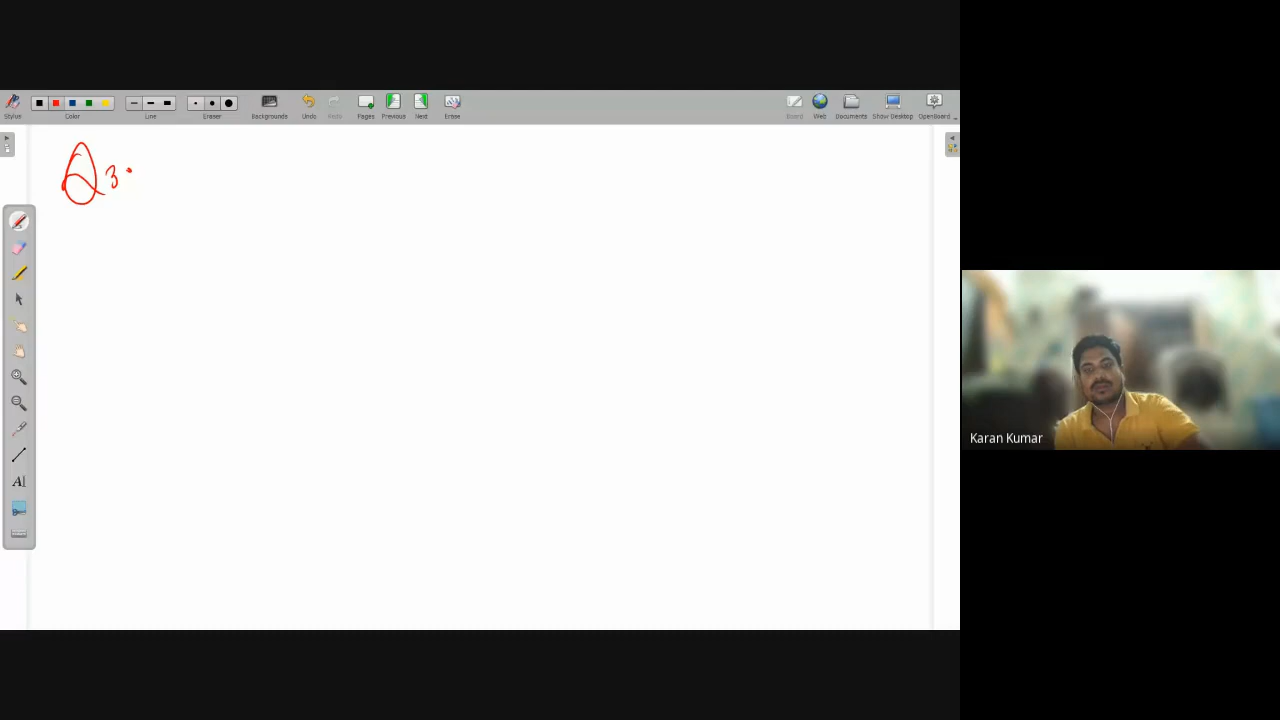 Stylus Color Line Eraser Backgrounds Undo Redo Pages Previous Next Erase Board Web Documents Show Desktop OpenBoard
Q3.
Karan Kumar